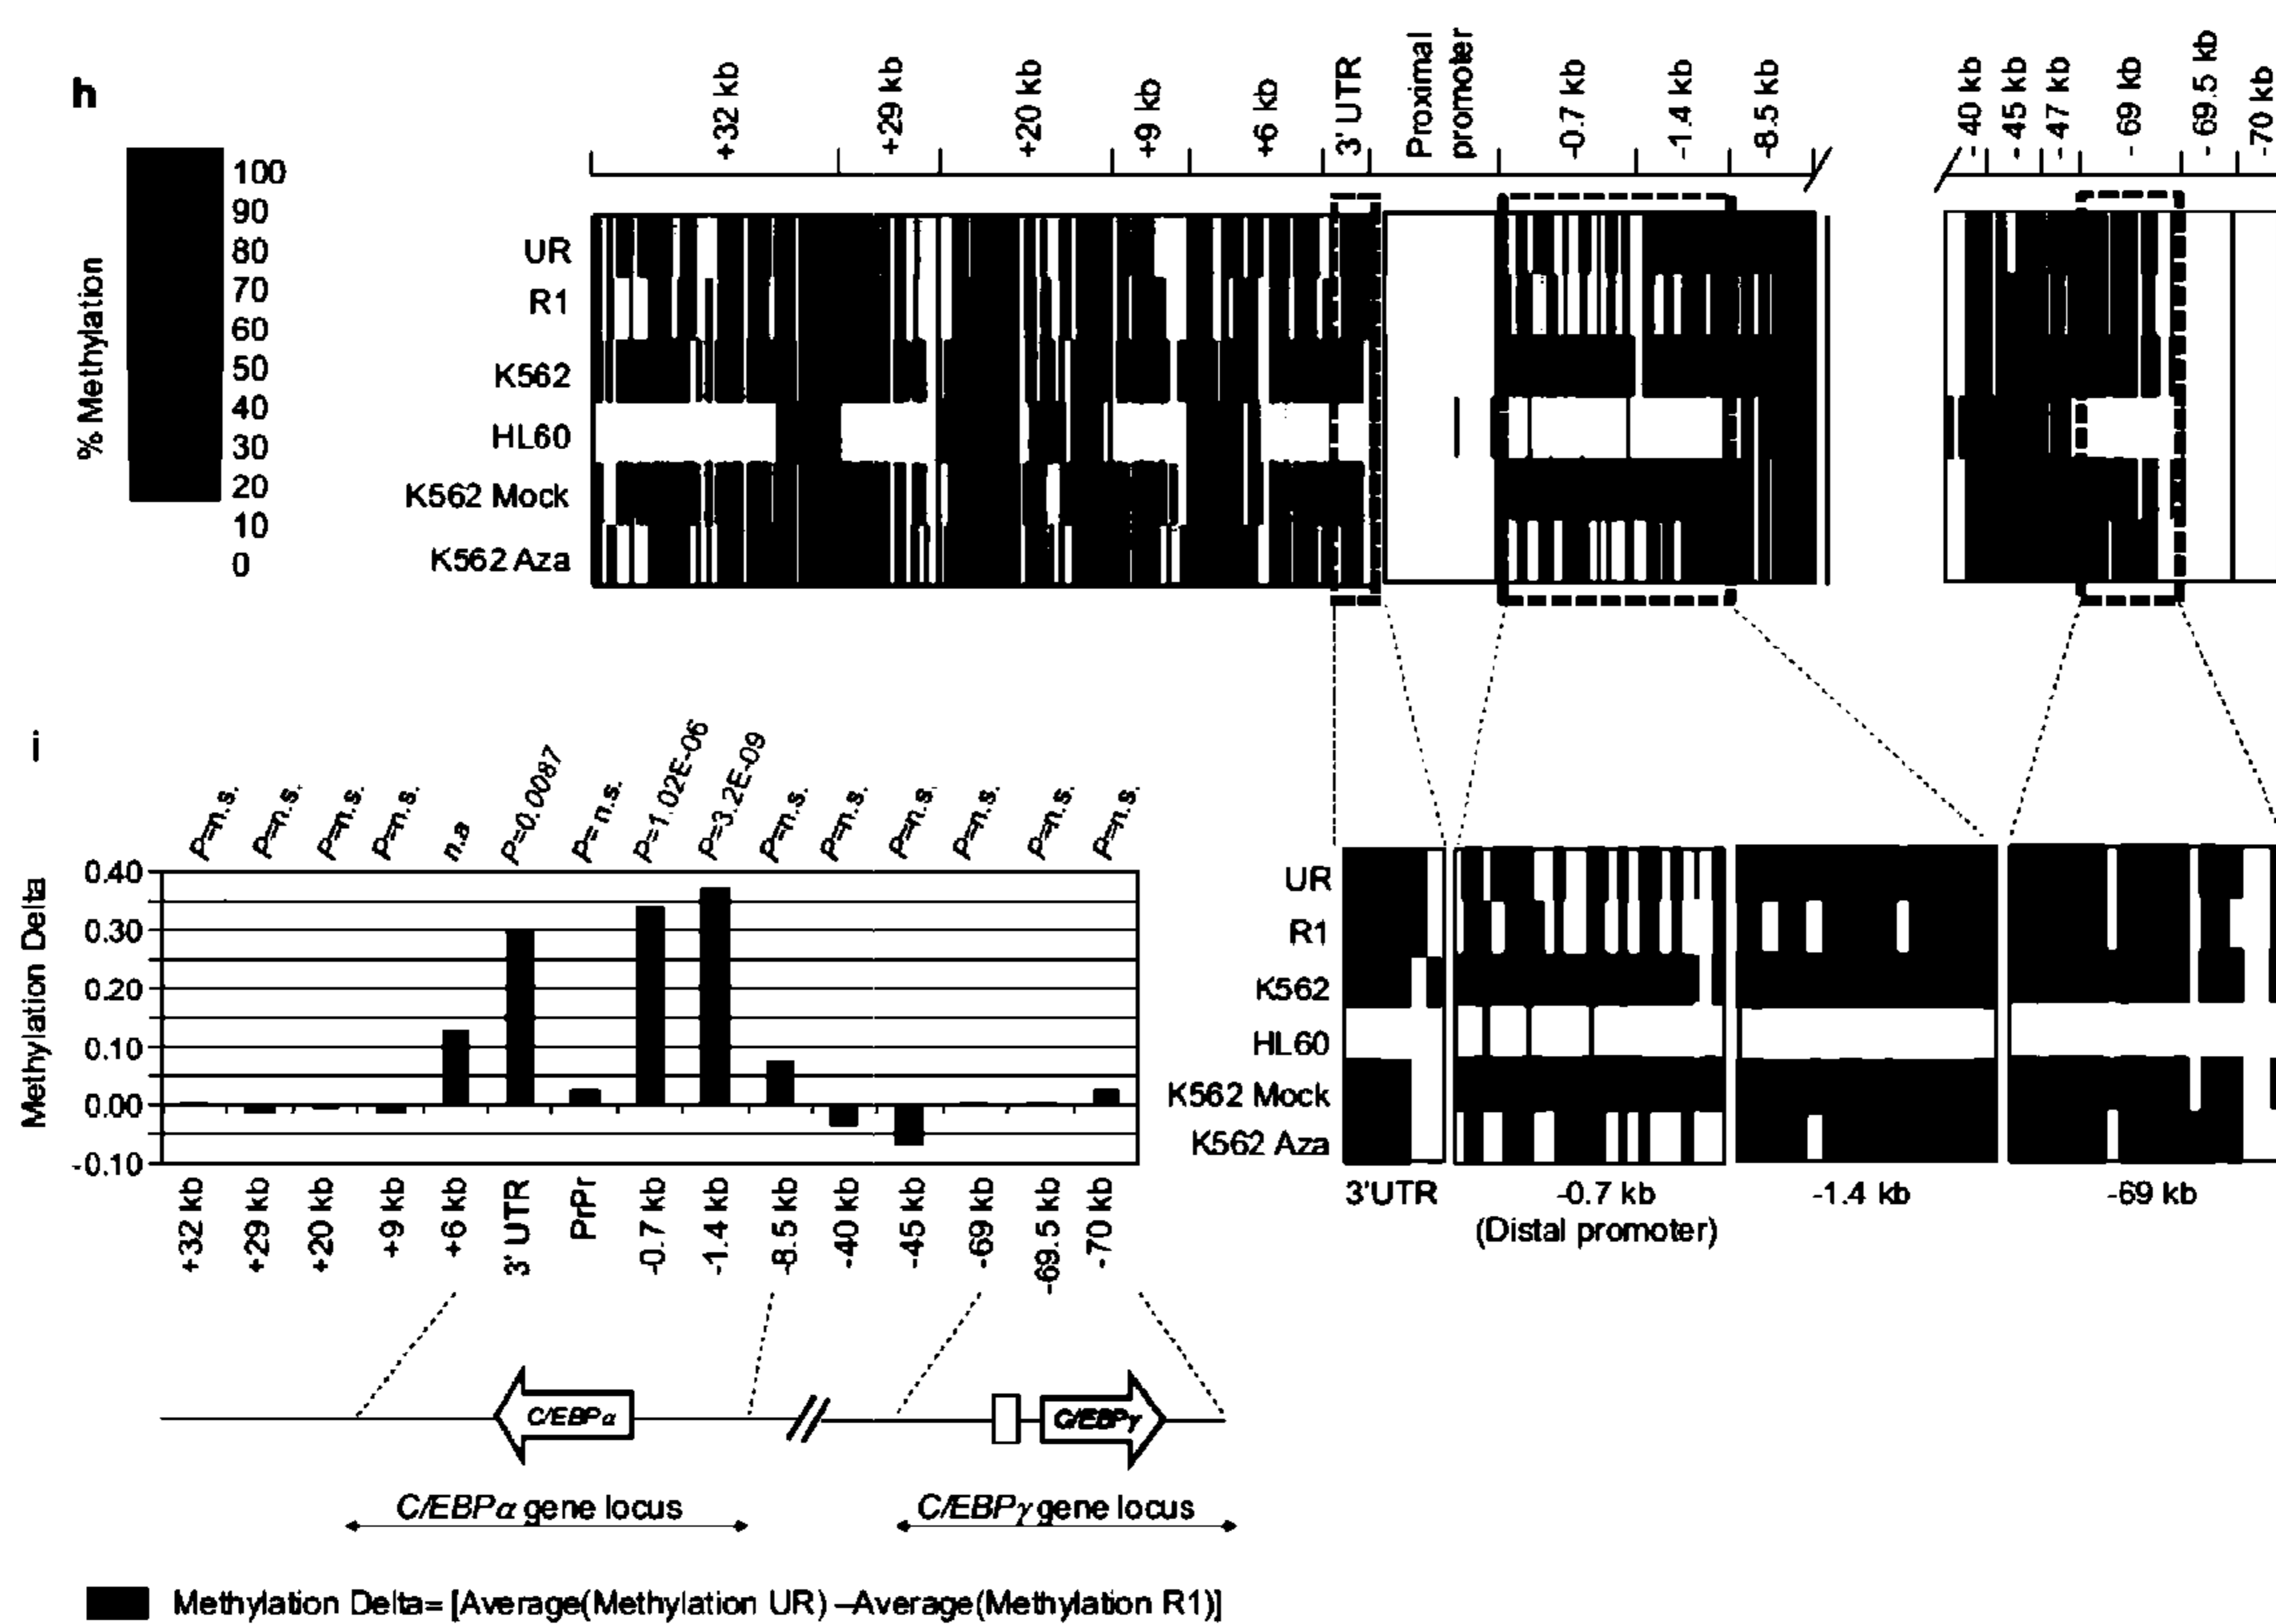 h
+32 kb
+29 kb
+20 kb
+9 kb
+6 kb
3' UTR
Proximal
promoter
-0.7 kb
-1.4 kb
-8.5 kb
-40 kb
-45 kb
-47 kb
-69 kb
-69.5 kb
-70 kb
% Methylation
100
90
80
70
60
50
40
30
20
10
0
UR
R1
K562
HL60
K562 Mock
K562 Aza
i
P=n.s.
P=n.s.
P=n.s.
P=n.s.
n.a
P=0.0087
P=n.s.
P=1.02E-06
P=3.2E-09
P=n.s.
P=n.s.
P=n.s.
P=n.s.
P=n.s.
P=n.s.
Methylation Delta
0.40
0.30
0.20
0.10
0.00
-0.10
+32 kb
+29 kb
+20 kb
+9 kb
+6 kb
3' UTR
PrPr
-0.7 kb
-1.4 kb
-8.5 kb
-40 kb
-45 kb
-69 kb
-69.5 kb
-70 kb
UR
R1
K562
HL60
K562 Mock
K562 Aza
3'UTR
-0.7 kb
(Distal promoter)
-1.4 kb
-69 kb
C/EBPα
C/EBPγ
C/EBPα gene locus
C/EBPγ gene locus
Methylation Delta= [Average(Methylation UR) –Average(Methylation R1)]